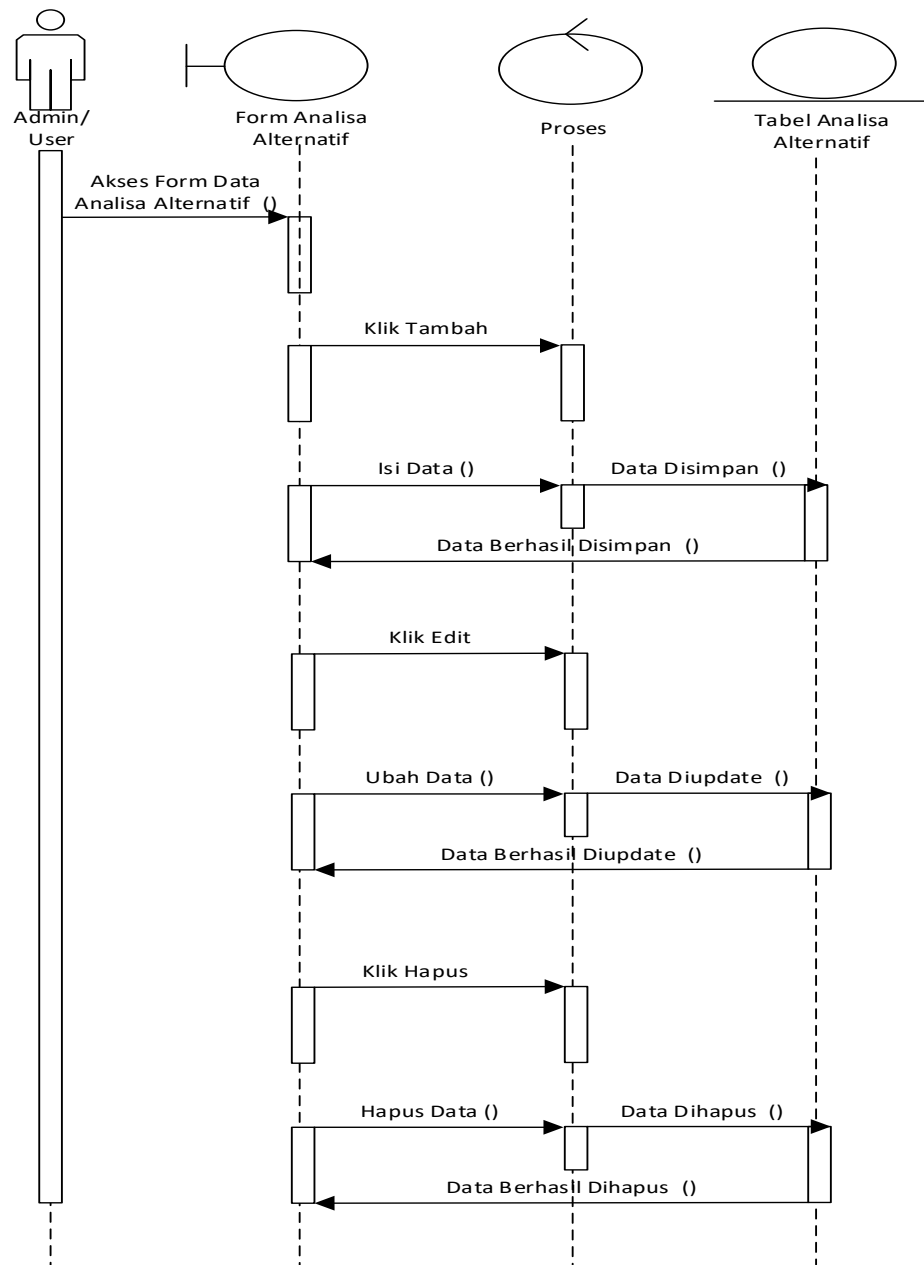 Admin/
User
Form Analisa
Alternatif
Proses
Tabel Analisa
Alternatif
Akses Form Data
Analisa Alternatif ()
Klik Tambah
Isi Data ()
Data Disimpan ()
Data Berhasil Disimpan ()
Klik Edit
Ubah Data ()
Data Diupdate ()
Data Berhasil Diupdate ()
Klik Hapus
Hapus Data ()
Data Dihapus ()
Data Berhasil Dihapus ()